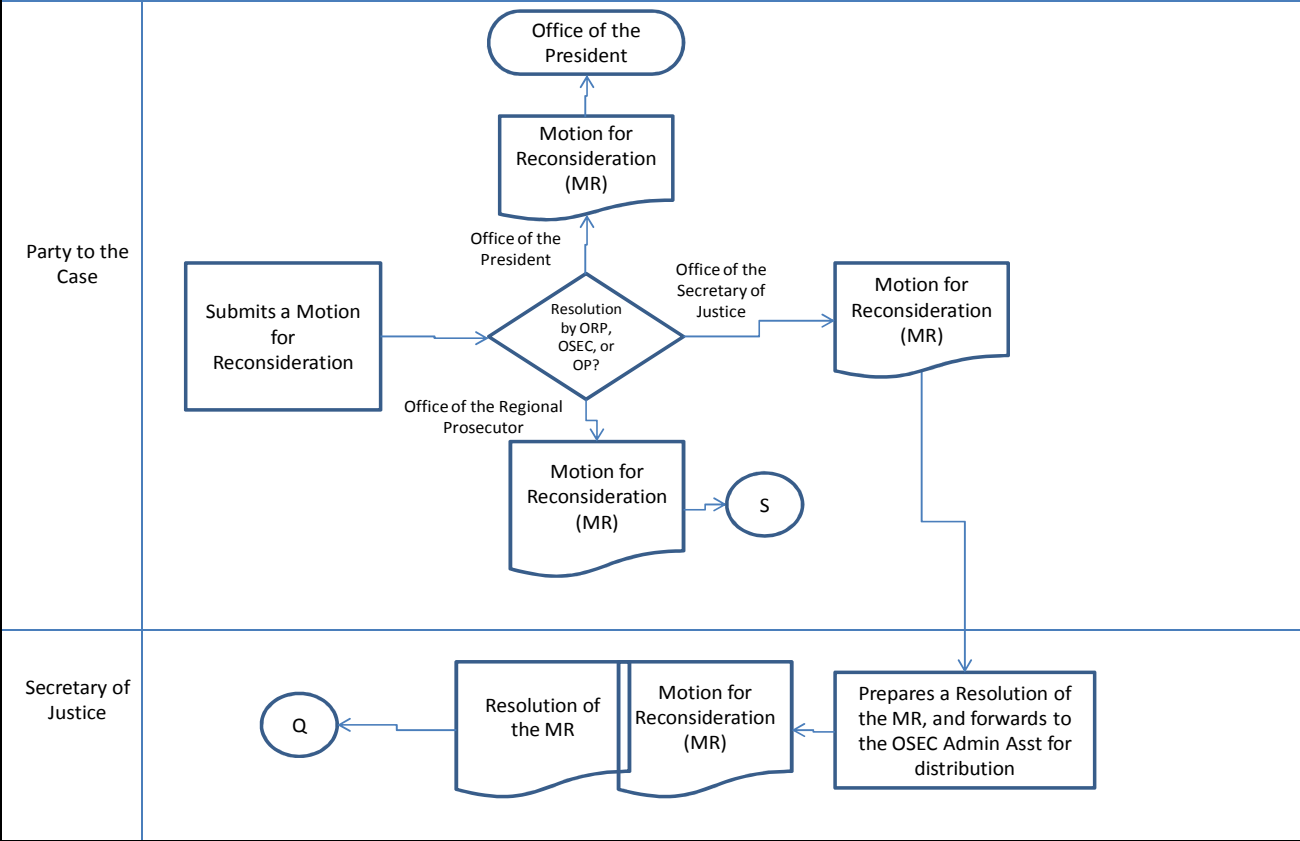 Party to the
Case
Office of the
President
Motion for
Reconsideration
(MR)
Office of the
President
Submits a Motion
for
Reconsideration
Resolution
by ORP,
OSEC, or
OP?
Office of the
Secretary of
Justice
Motion for
Reconsideration
(MR)
Office of the Regional
Prosecutor
Motion for
Reconsideration
(MR)
S
Secretary of
Justice
Q
Resolution of
the MR
Motion for
Reconsideration
(MR)
Prepares a Resolution of
the MR, and forwards to
the OSEC Admin Asst for
distribution